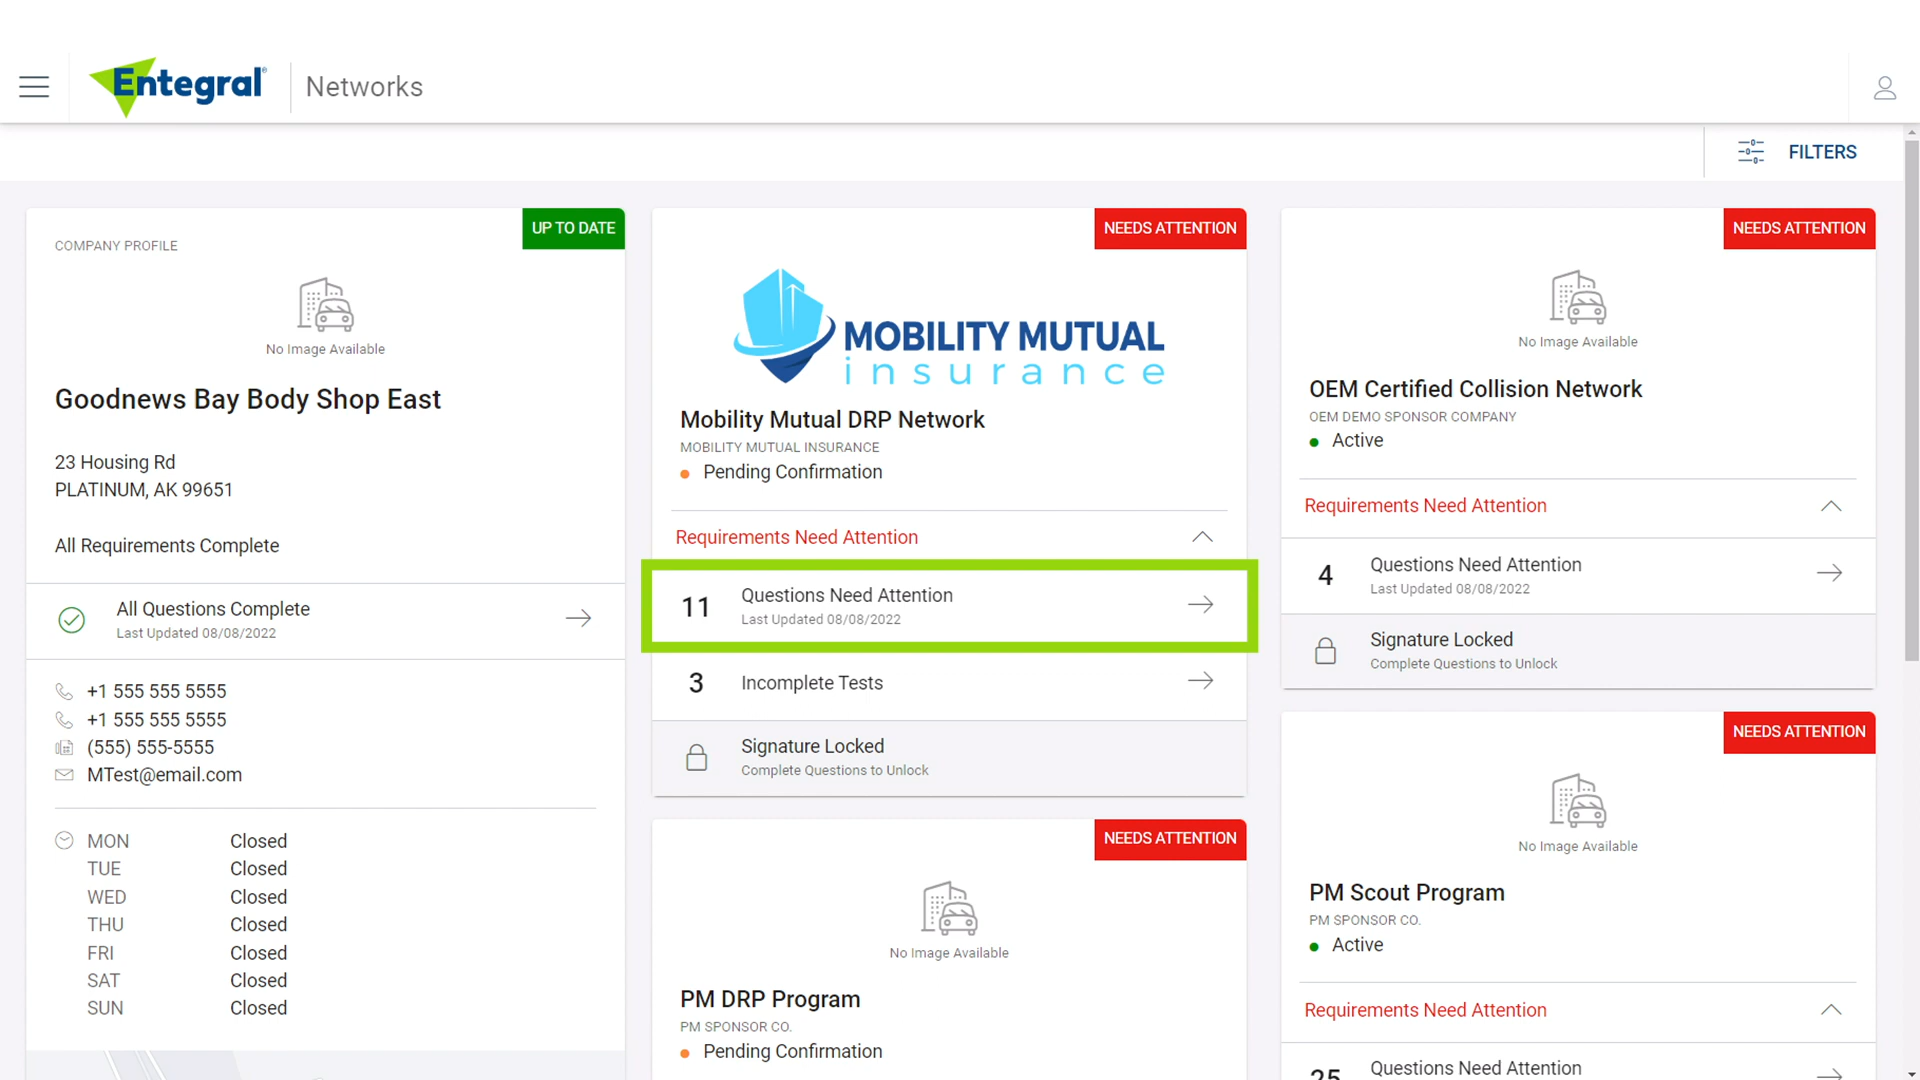 Entegral®
Networks
FILTERS
UP TO DATE
COMPANY PROFILE
No Image Available
Goodnews Bay Body Shop East
23 Housing Rd
PLATINUM, AK 99651
All Requirements Complete
All Questions Complete
Last Updated 08/08/2022
+1 555 555 5555
+1 555 555 5555
(555) 555-5555
MTest@email.com
MON Closed
TUE Closed
WED Closed
THU Closed
FRI Closed
SAT Closed
SUN Closed
NEEDS ATTENTION
MOBILITY MUTUAL
insurance
Mobility Mutual DRP Network
MOBILITY MUTUAL INSURANCE
Pending Confirmation
Requirements Need Attention
11 Questions Need Attention
Last Updated 08/08/2022
3 Incomplete Tests
Signature Locked
Complete Questions to Unlock
NEEDS ATTENTION
No Image Available
PM DRP Program
PM SPONSOR CO.
Pending Confirmation
NEEDS ATTENTION
No Image Available
OEM Certified Collision Network
OEM DEMO SPONSOR COMPANY
Active
Requirements Need Attention
4 Questions Need Attention
Last Updated 08/08/2022
Signature Locked
Complete Questions to Unlock
NEEDS ATTENTION
No Image Available
PM Scout Program
PM SPONSOR CO.
Active
Requirements Need Attention
25 Questions Need Attention